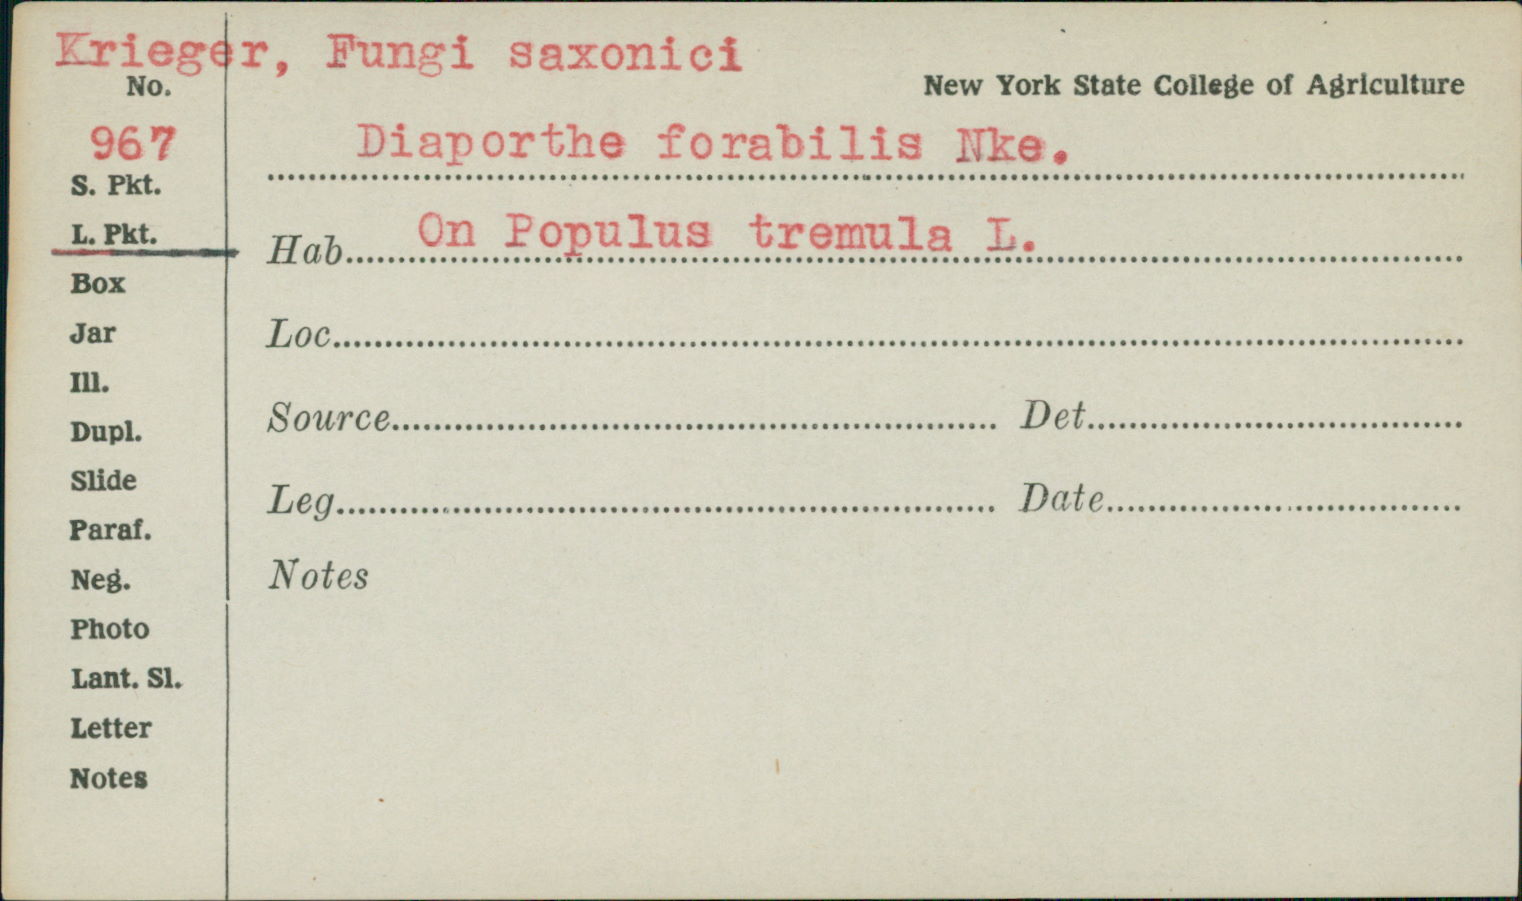 Krieger, Fungi saxonici
No.
New York State College of Agriculture
967
Diaporthe forabilis Nke.
S. Pkt.
L. Pkt.
Hab. On Populus tremula L.
Box
Jar
Loc.
Ill.
Dupl.
Source. Det.
Slide
Leg. Date.
Paraf.
Neg.
Notes
Photo
Lant. Sl.
Letter
Notes